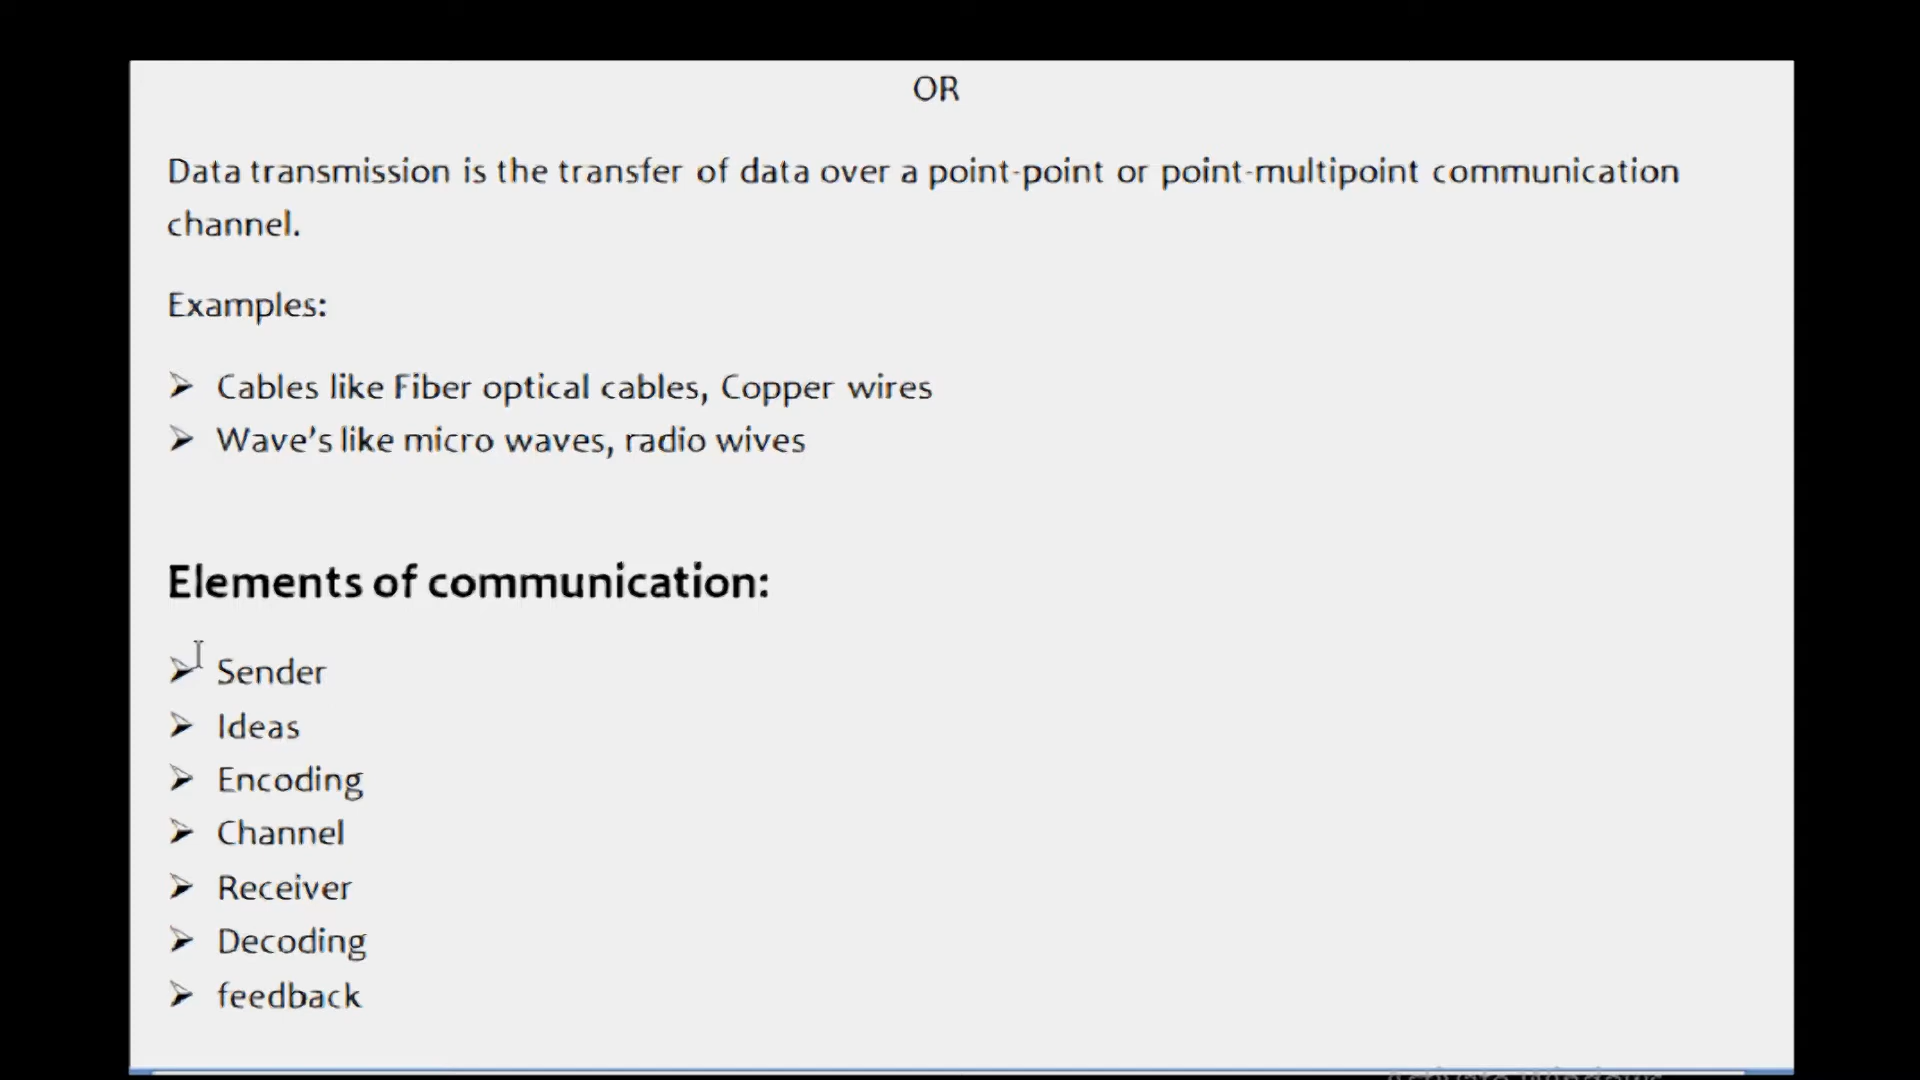 OR
Data transmission is the transfer of data over a point-point or point-multipoint communication
channel.
Examples:
➢ Cables like Fiber optical cables, Copper wires
➢ Wave's like micro waves, radio wives
Elements of communication:
➢ Sender
➢ Ideas
➢ Encoding
➢ Channel
➢ Receiver
➢ Decoding
➢ feedback